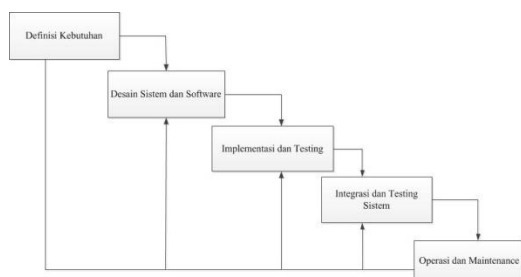 Definisi Kebutuhan
Desain Sistem dan Software
Implementasi dan Testing
Integrasi dan Testing
Sistem
Operasi dan Maintenance